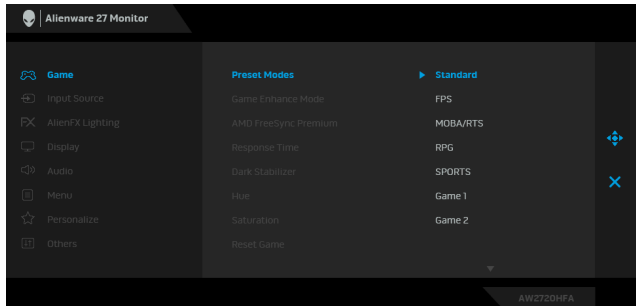 Alienware 27 Monitor
Game
Preset Modes
Standard
Input Source
Game Enhance Mode
FPS
FX
AlienFX Lighting
AMD FreeSync Premium
MOBA/RTS
Display
Response Time
RPG
Audio
Dark Stabilizer
SPORTS
Menu
Hue
Game 1
Personalize
Saturation
Game 2
Others
Reset Game
AW2720HFA